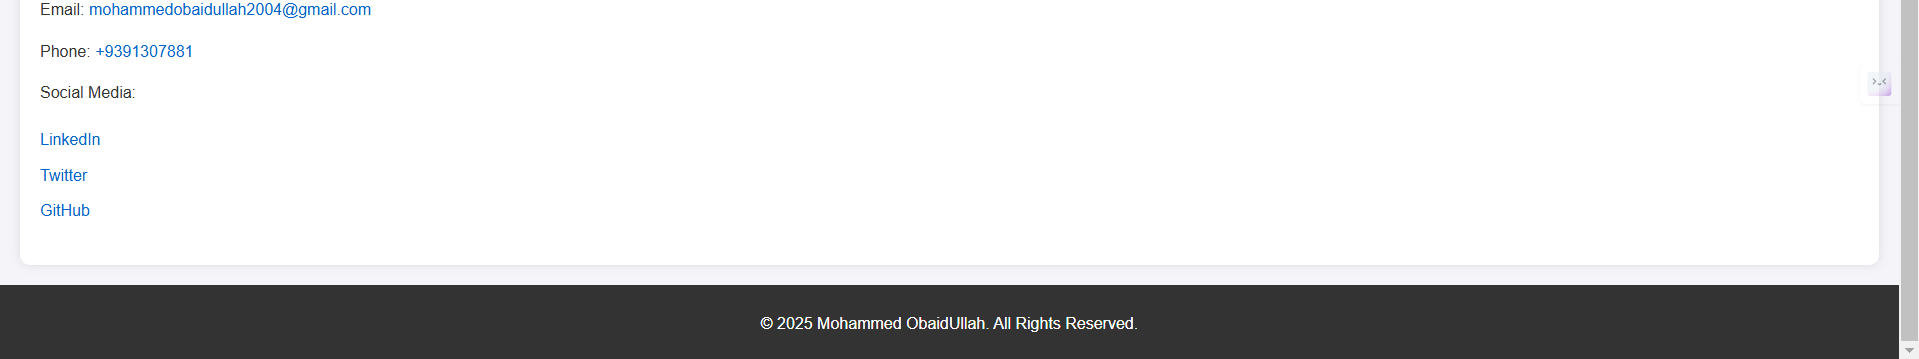 Email: mohammedobaidullah2004@gmail.com
Phone: +9391307881
Social Media:
LinkedIn
Twitter
GitHub
© 2025 Mohammed ObaidUllah. All Rights Reserved.